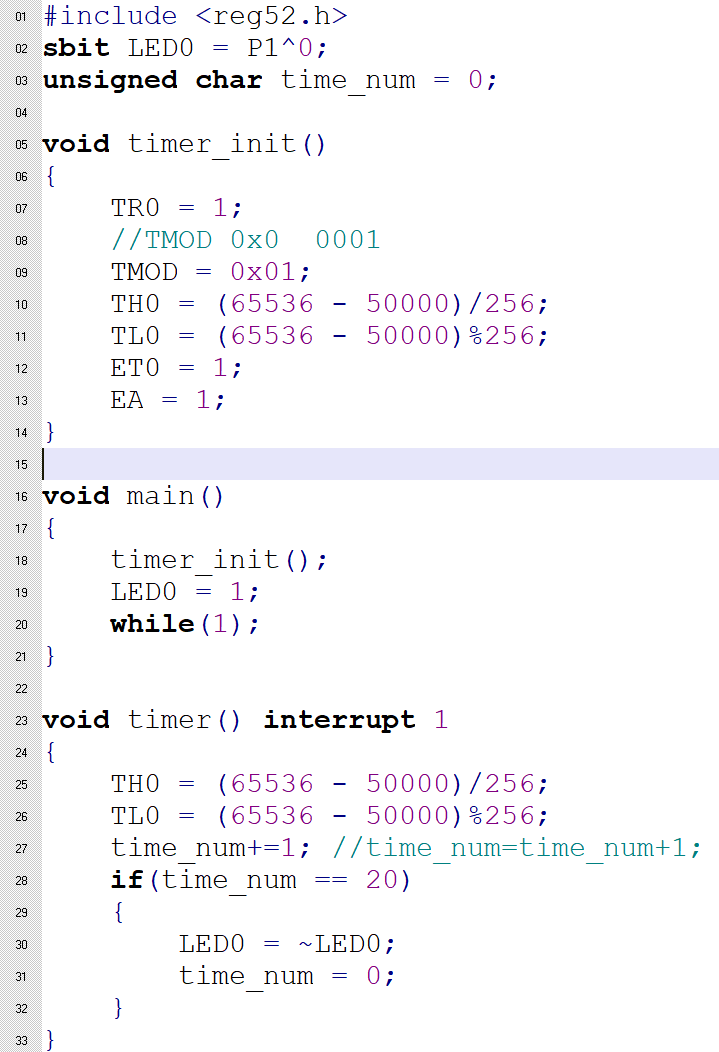 01 #include <reg52.h>
02 sbit LED0 = P1^0;
03 unsigned char time_num = 0;
04
05 void timer_init()
06 {
07     TR0 = 1;
08     //TMOD 0x0  0001
09     TMOD = 0x01;
10     TH0 = (65536 - 50000)/256;
11     TL0 = (65536 - 50000)%256;
12     ET0 = 1;
13     EA = 1;
14 }
15
16 void main()
17 {
18     timer_init();
19     LED0 = 1;
20     while(1);
21 }
22
23 void timer() interrupt 1
24 {
25     TH0 = (65536 - 50000)/256;
26     TL0 = (65536 - 50000)%256;
27     time_num+=1; //time_num=time_num+1;
28     if(time_num == 20)
29     {
30         LED0 = ~LED0;
31         time_num = 0;
32     }
33 }